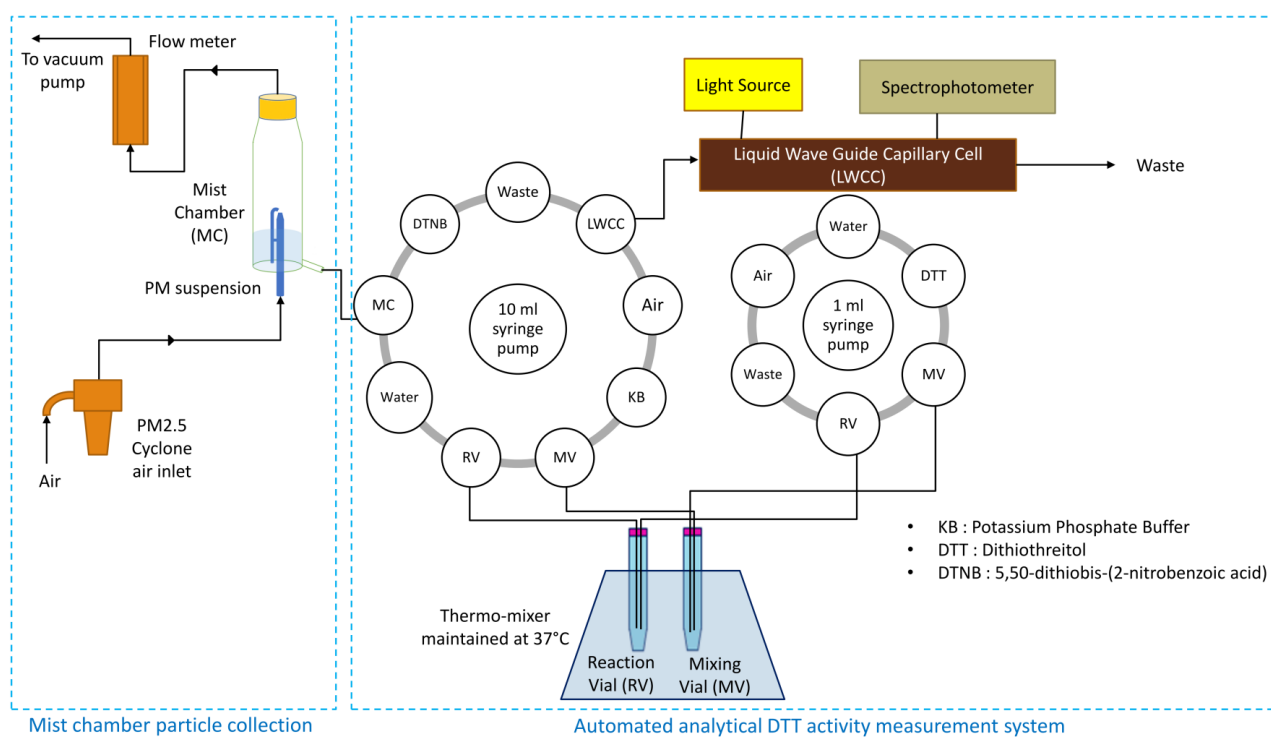 Flow meter
To vacuum
pump
Mist
Chamber
(MC)
PM suspension
PM2.5
Cyclone
air inlet
Air
Mist chamber particle collection
Light Source
Spectrophotometer
Liquid Wave Guide Capillary Cell
(LWCC)
Waste
Waste
LWCC
Air
KB
MV
RV
Water
MC
DTNB
10 ml
syringe
pump
Water
DTT
MV
RV
Waste
Air
1 ml
syringe
pump
• KB : Potassium Phosphate Buffer
• DTT : Dithiothreitol
• DTNB : 5,50-dithiobis-(2-nitrobenzoic acid)
Thermo-mixer
maintained at 37°C
Reaction
Vial (RV)
Mixing
Vial (MV)
Automated analytical DTT activity measurement system